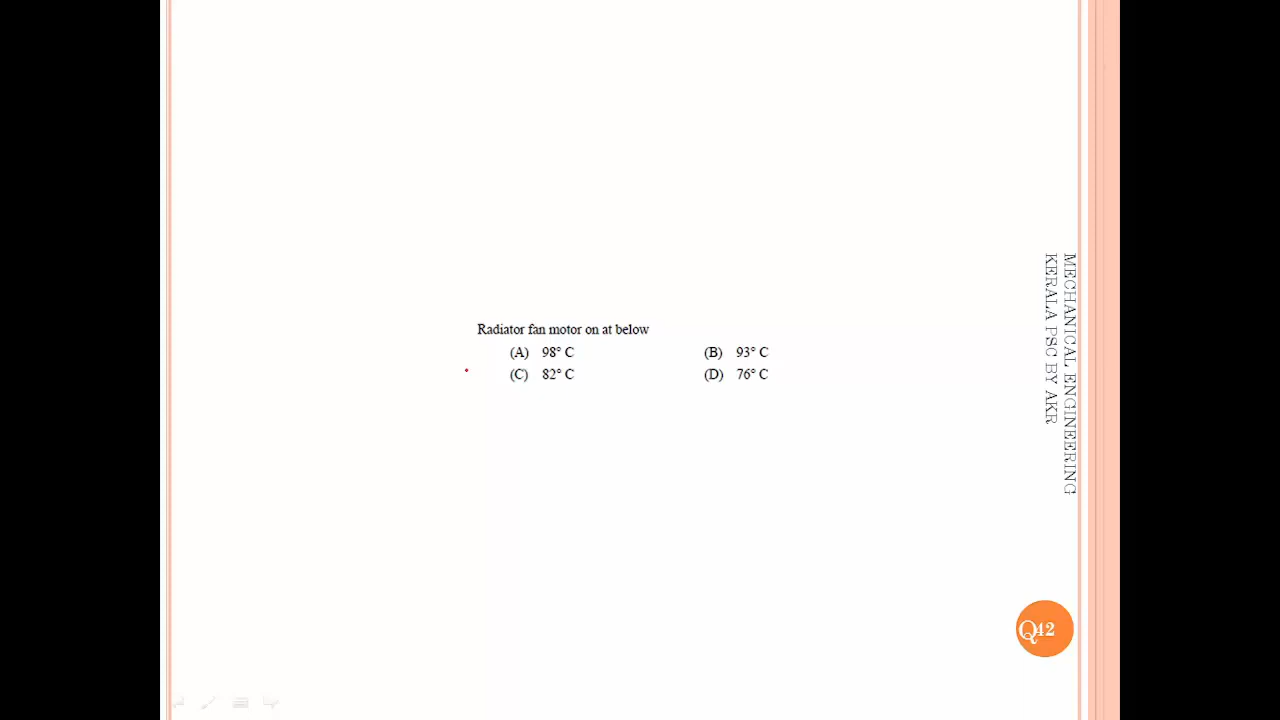 Radiator fan motor on at below
(A) 98° C (B) 93° C
(C) 82° C (D) 76° C
MECHANICAL ENGINEERING
KERALA PSC BY AKR
Q42